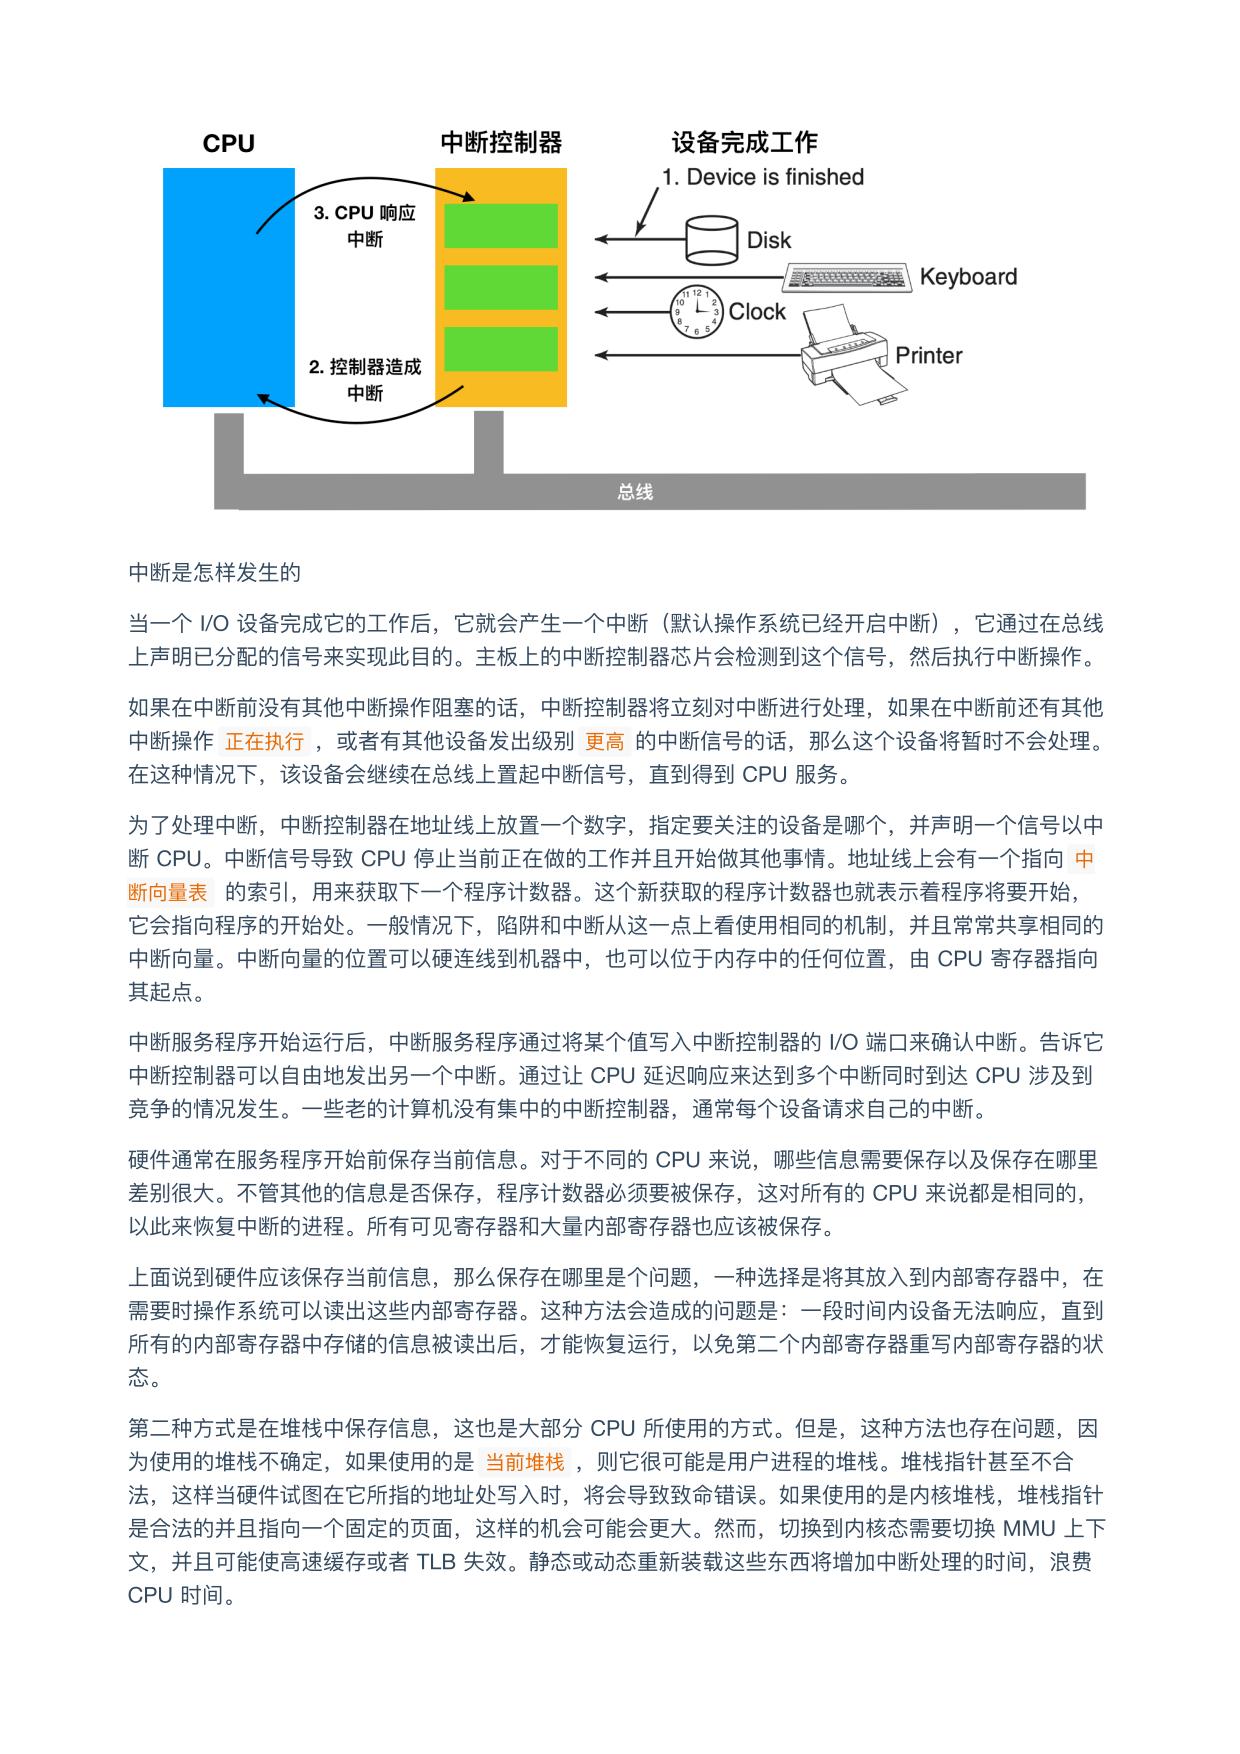 CPU
中断控制器
设备完成工作
1. Device is finished
3. CPU 响应
中断
Disk
Keyboard
11 12 1
10 2
9 3
8 4
7 6 5
Clock
Printer
2. 控制器造成
中断
总线
中断是怎样发生的
当一个 I/O 设备完成它的工作后，它就会产生一个中断（默认操作系统已经开启中断），它通过在总线
上声明已分配的信号来实现此目的。主板上的中断控制器芯片会检测到这个信号，然后执行中断操作。
如果在中断前没有其他中断操作阻塞的话，中断控制器将立刻对中断进行处理，如果在中断前还有其他
中断操作 正在执行 ，或者有其他设备发出级别 更高 的中断信号的话，那么这个设备将暂时不会处理。
在这种情况下，该设备会继续在总线上置起中断信号，直到得到 CPU 服务。
为了处理中断，中断控制器在地址线上放置一个数字，指定要关注的设备是哪个，并声明一个信号以中
断 CPU。中断信号导致 CPU 停止当前正在做的工作并且开始做其他事情。地址线上会有一个指向 中
断向量表 的索引，用来获取下一个程序计数器。这个新获取的程序计数器也就表示着程序将要开始，
它会指向程序的开始处。一般情况下，陷阱和中断从这一点上看使用相同的机制，并且常常共享相同的
中断向量。中断向量的位置可以硬连线到机器中，也可以位于内存中的任何位置，由 CPU 寄存器指向
其起点。
中断服务程序开始运行后，中断服务程序通过将某个值写入中断控制器的 I/O 端口来确认中断。告诉它
中断控制器可以自由地发出另一个中断。通过让 CPU 延迟响应来达到多个中断同时到达 CPU 涉及到
竞争的情况发生。一些老的计算机没有集中的中断控制器，通常每个设备请求自己的中断。
硬件通常在服务程序开始前保存当前信息。对于不同的 CPU 来说，哪些信息需要保存以及保存在哪里
差别很大。不管其他的信息是否保存，程序计数器必须要被保存，这对所有的 CPU 来说都是相同的，
以此来恢复中断的进程。所有可见寄存器和大量内部寄存器也应该被保存。
上面说到硬件应该保存当前信息，那么保存在哪里是个问题，一种选择是将其放入到内部寄存器中，在
需要时操作系统可以读出这些内部寄存器。这种方法会造成的问题是：一段时间内设备无法响应，直到
所有的内部寄存器中存储的信息被读出后，才能恢复运行，以免第二个内部寄存器重写内部寄存器的状
态。
第二种方式是在堆栈中保存信息，这也是大部分 CPU 所使用的方式。但是，这种方法也存在问题，因
为使用的堆栈不确定，如果使用的是 当前堆栈 ，则它很可能是用户进程的堆栈。堆栈指针甚至不合
法，这样当硬件试图在它所指的地址处写入时，将会导致致命错误。如果使用的是内核堆栈，堆栈指针
是合法的并且指向一个固定的页面，这样的机会可能会更大。然而，切换到内核态需要切换 MMU 上下
文，并且可能使高速缓存或者 TLB 失效。静态或动态重新装载这些东西将增加中断处理的时间，浪费
CPU 时间。